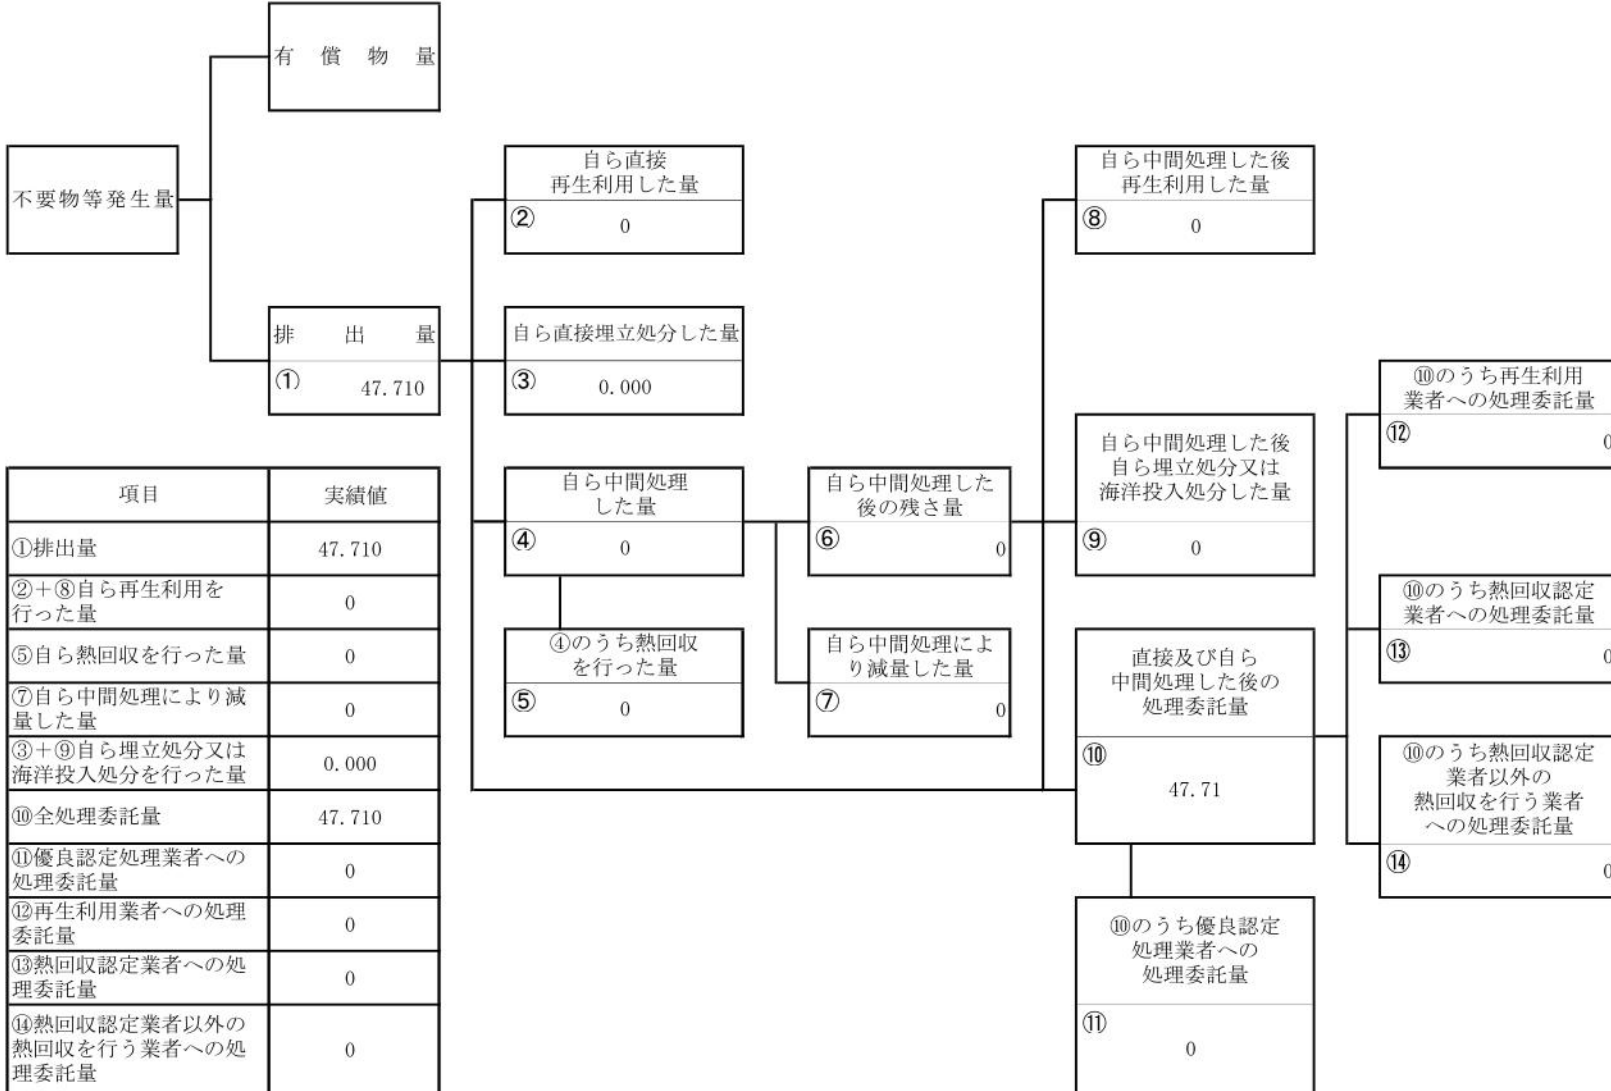 有償物量
不要物等発生量
排出量
①
47.710
自ら直接
再生利用した量
②
0
自ら直接埋立処分した量
③
0.000
自ら中間処理
した量
④
0
④のうち熱回収
を行った量
⑤
0
自ら中間処理した
後の残さ量
⑥
0
自ら中間処理によ
り減量した量
⑦
0
自ら中間処理した後
再生利用した量
⑧
0
自ら中間処理した後
自ら埋立処分又は
海洋投入処分した量
⑨
0
直接及び自ら
中間処理した後の
処理委託量
⑩
47.71
⑩のうち優良認定
処理業者への
処理委託量
⑪
0
⑩のうち再生利用
業者への処理委託量
⑫
0
⑩のうち熱回収認定
業者への処理委託量
⑬
0
⑩のうち熱回収認定
業者以外の
熱回収を行う業者
への処理委託量
⑭
0
項目
実績値
①排出量
47.710
②＋⑧自ら再生利用を
行った量
0
⑤自ら熱回収を行った量
0
⑦自ら中間処理により減
量した量
0
③＋⑨自ら埋立処分又は
海洋投入処分を行った量
0.000
⑩全処理委託量
47.710
⑪優良認定処理業者への
処理委託量
0
⑫再生利用業者への処理
委託量
0
⑬熱回収認定業者への処
理委託量
0
⑭熱回収認定業者以外の
熱回収を行う業者への処
理委託量
0